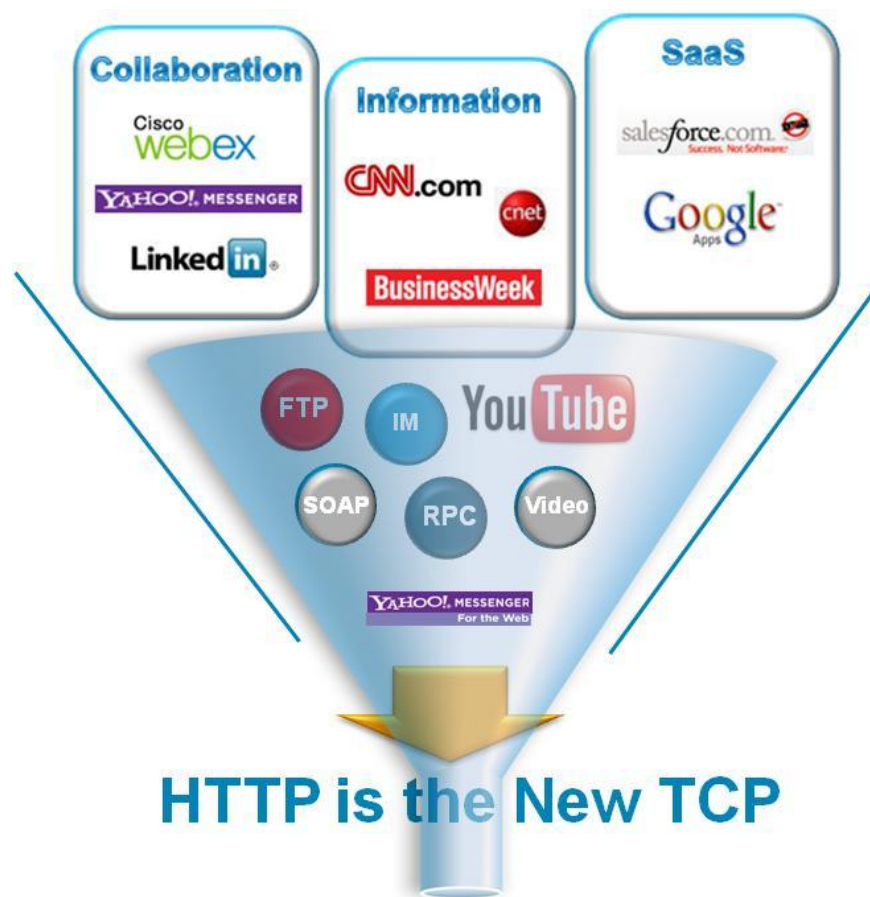 Collaboration
Cisco
webex
YAHOO! MESSENGER
Linked in ®
Information
CNN.com
cnet
BusinessWeek
SaaS
salesforce.com
Success. Not Software.
Google™
Apps
FTP
IM
YouTube
SOAP
RPC
Video
YAHOO! MESSENGER
For the Web
HTTP is the New TCP